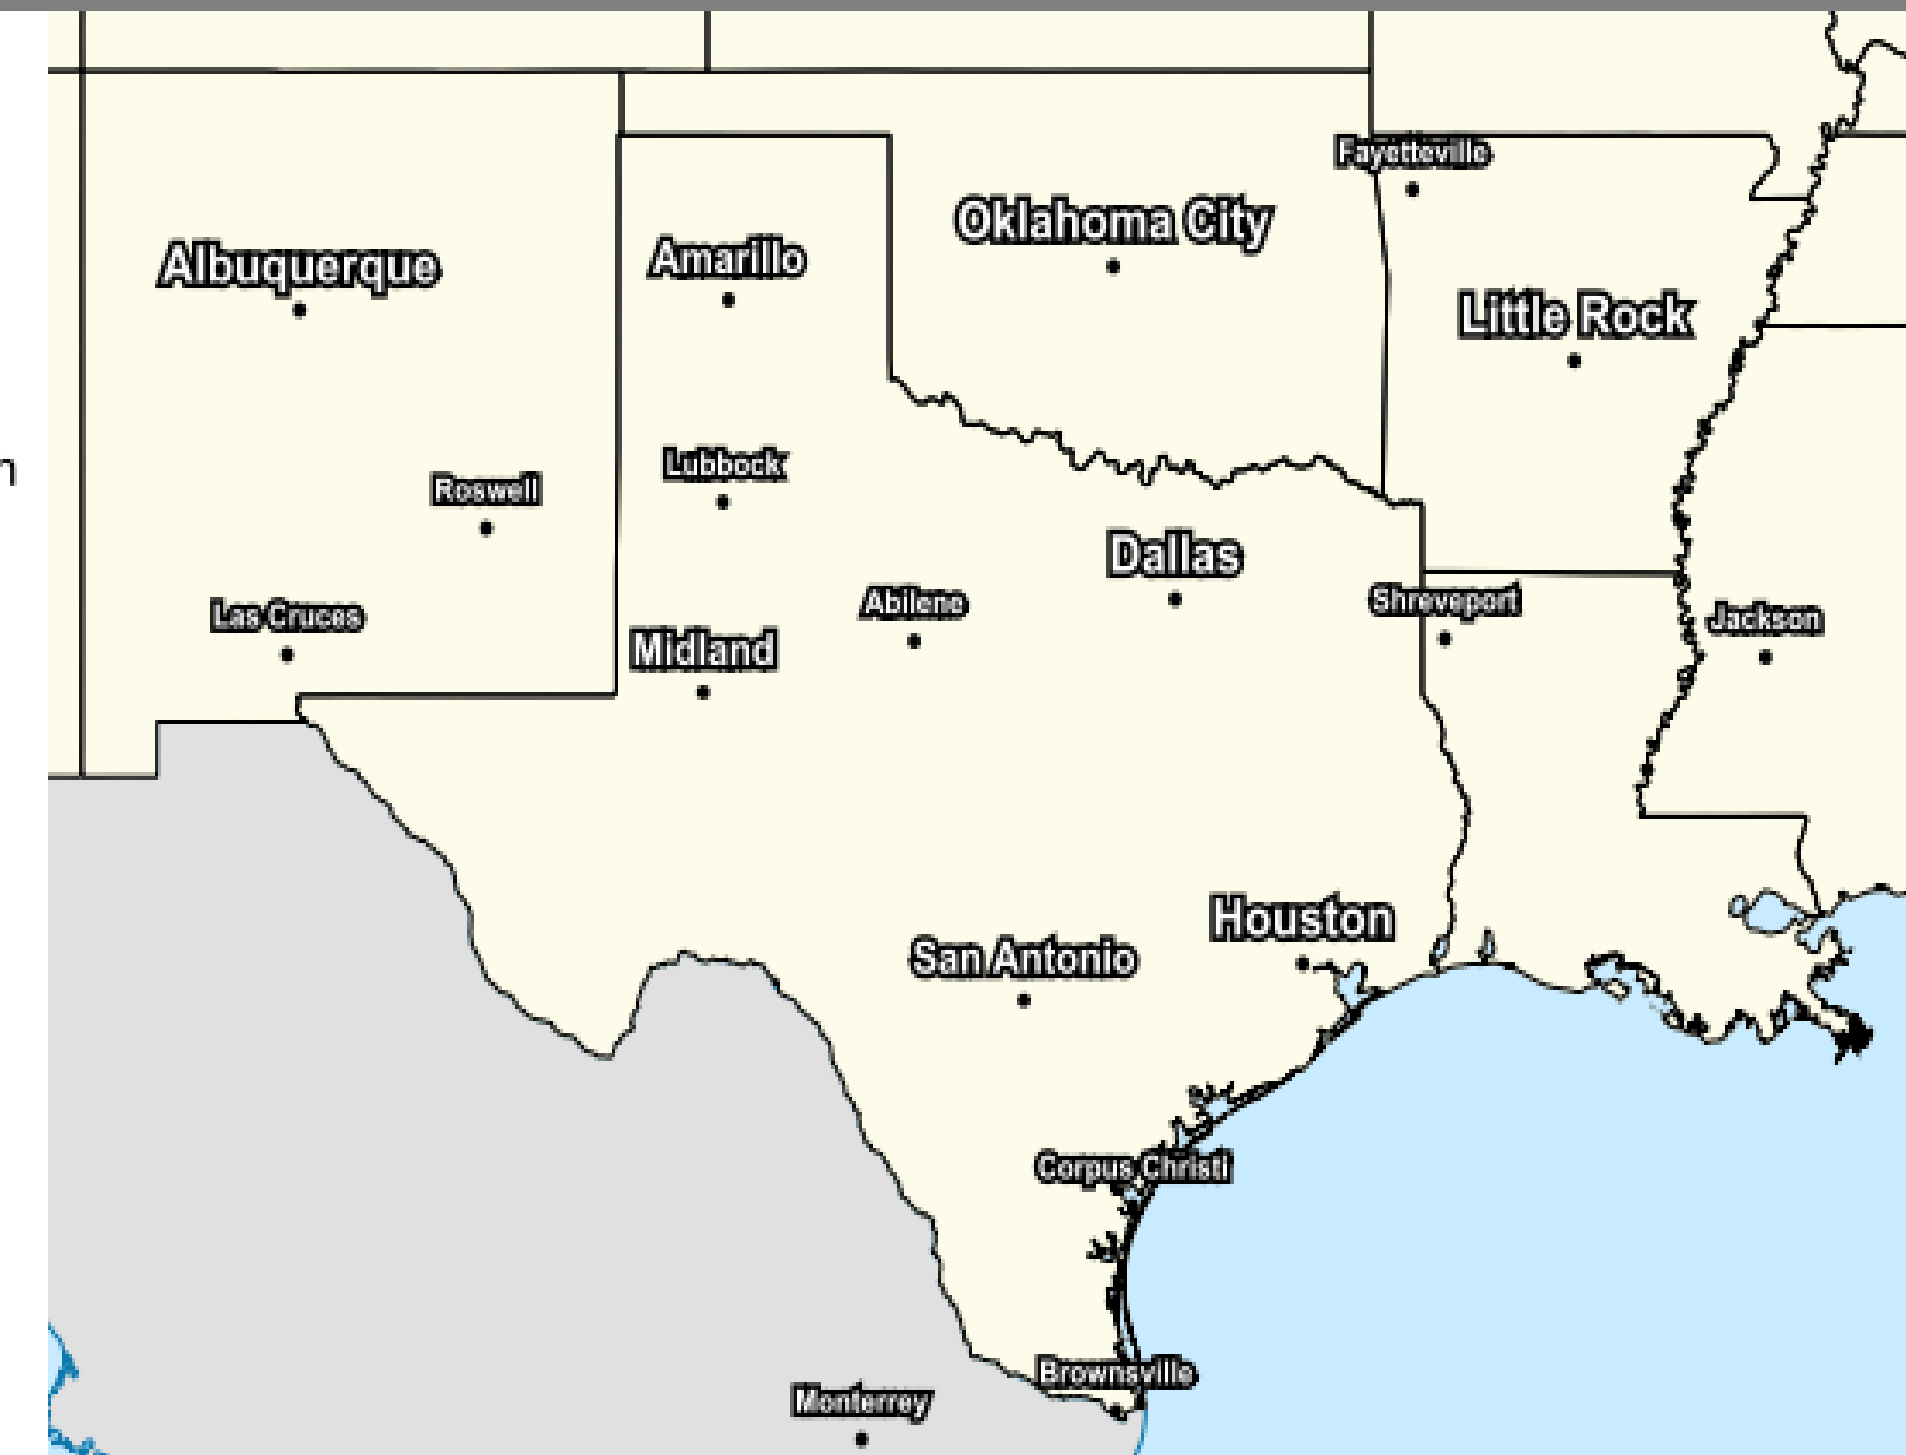 Fayetteville
Oklahoma City
Albuquerque
Amarillo
Little Rock
Lubbock
n
Roswell
Dallas
Abilene
Shreveport
Las Cruces
Jackson
Midland
Houston
San Antonio
Corpus Christi
Brownsville
Monterrey